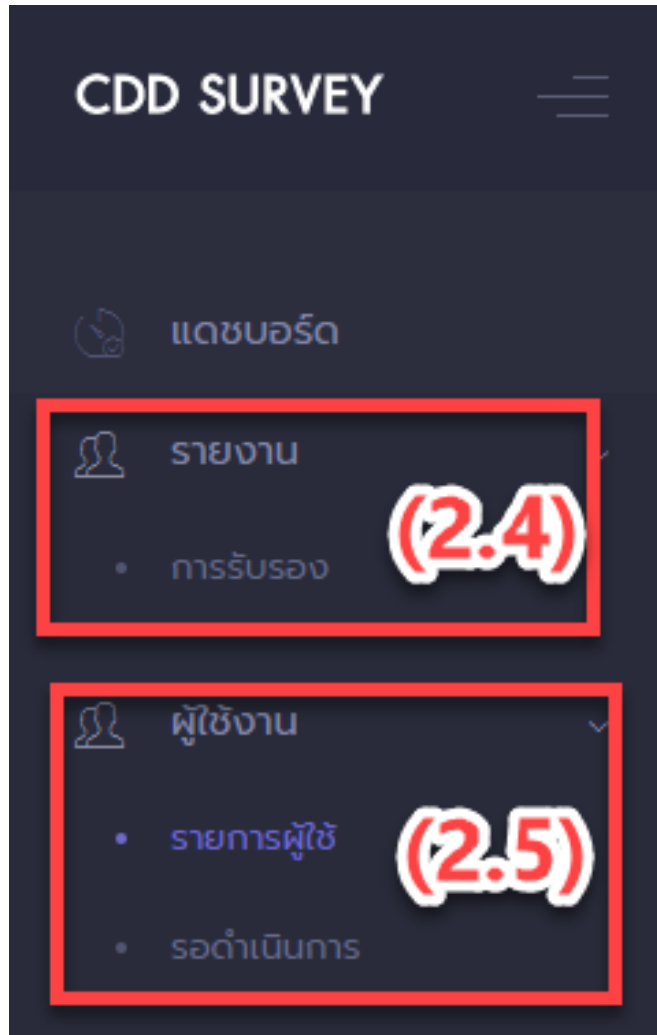 CDD SURVEY
แดชบอร์ด
รายงาน
(2.4)
การรับรอง
ผู้ใช้งาน
รายการผู้ใช้
(2.5)
รอดำเนินการ